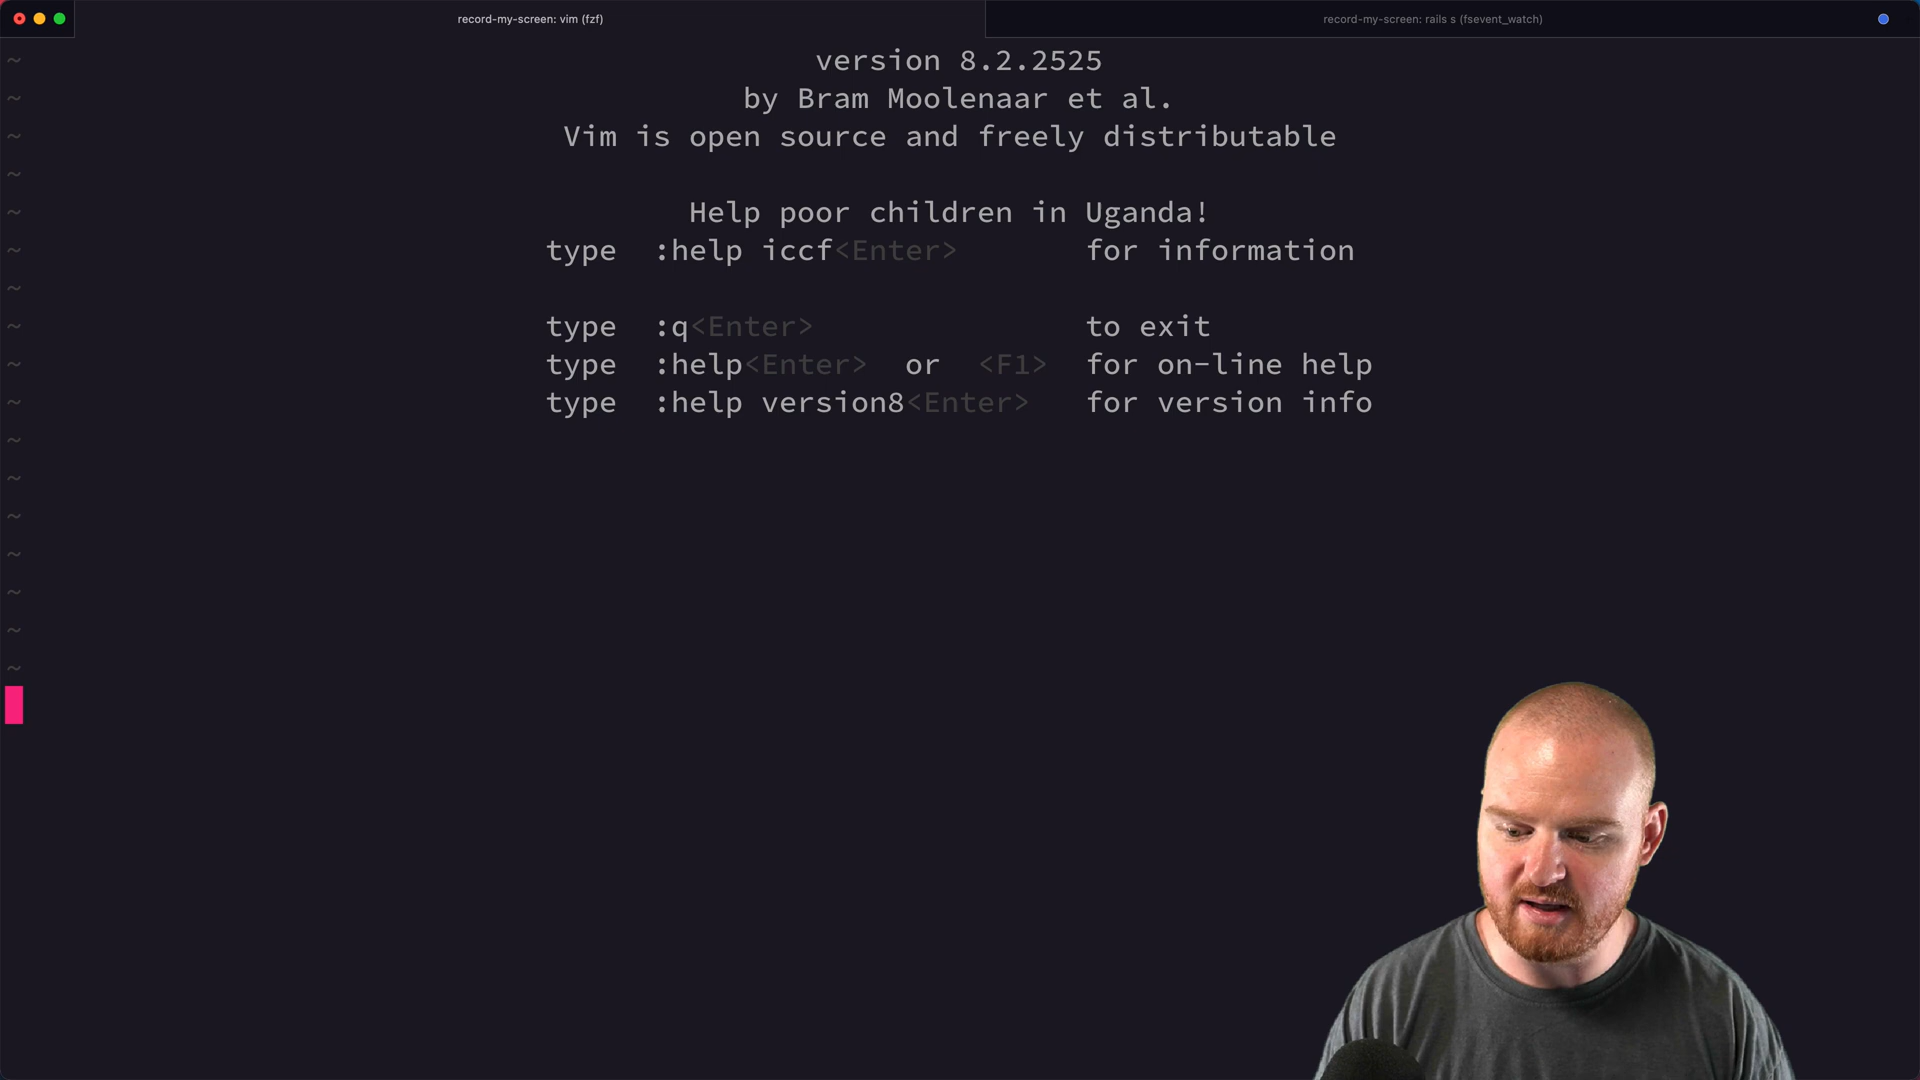 record-my-screen: vim (fzf)
record-my-screen: rails s (fsevent_watch)
~ version 8.2.2525
~ by Bram Moolenaar et al.
~ Vim is open source and freely distributable
~
~ Help poor children in Uganda!
~ type :help iccf<Enter> for information
~
~ type :q<Enter> to exit
~ type :help<Enter> or <F1> for on-line help
~ type :help version8<Enter> for version info
~
~
~
~
~
~
~